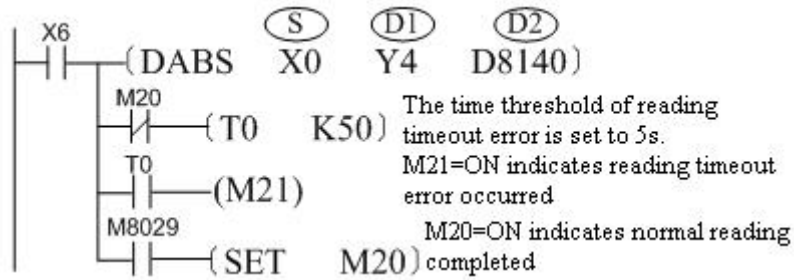 S D1 D2
X6
(DABS X0 Y4 D8140)
M20
(T0 K50) The time threshold of reading
timeout error is set to 5s.
T0
(M21) M21=ON indicates reading timeout
error occurred
M8029
(SET M20) M20=ON indicates normal reading
completed